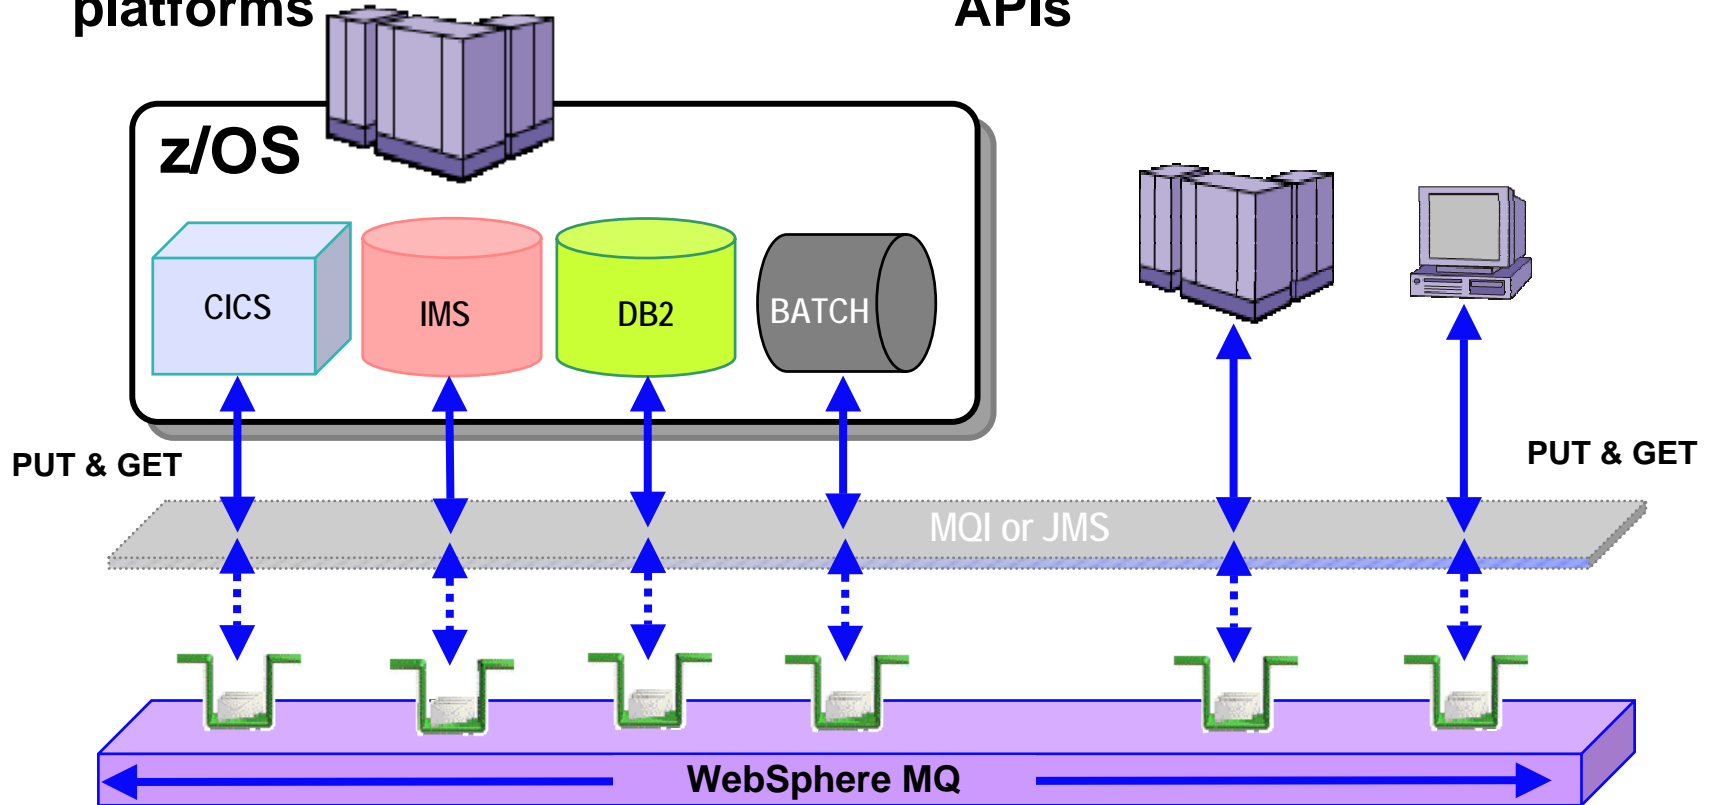 platforms
APIs
z/OS
CICS
IMS
DB2
BATCH
PUT & GET
PUT & GET
MQI or JMS
WebSphere MQ